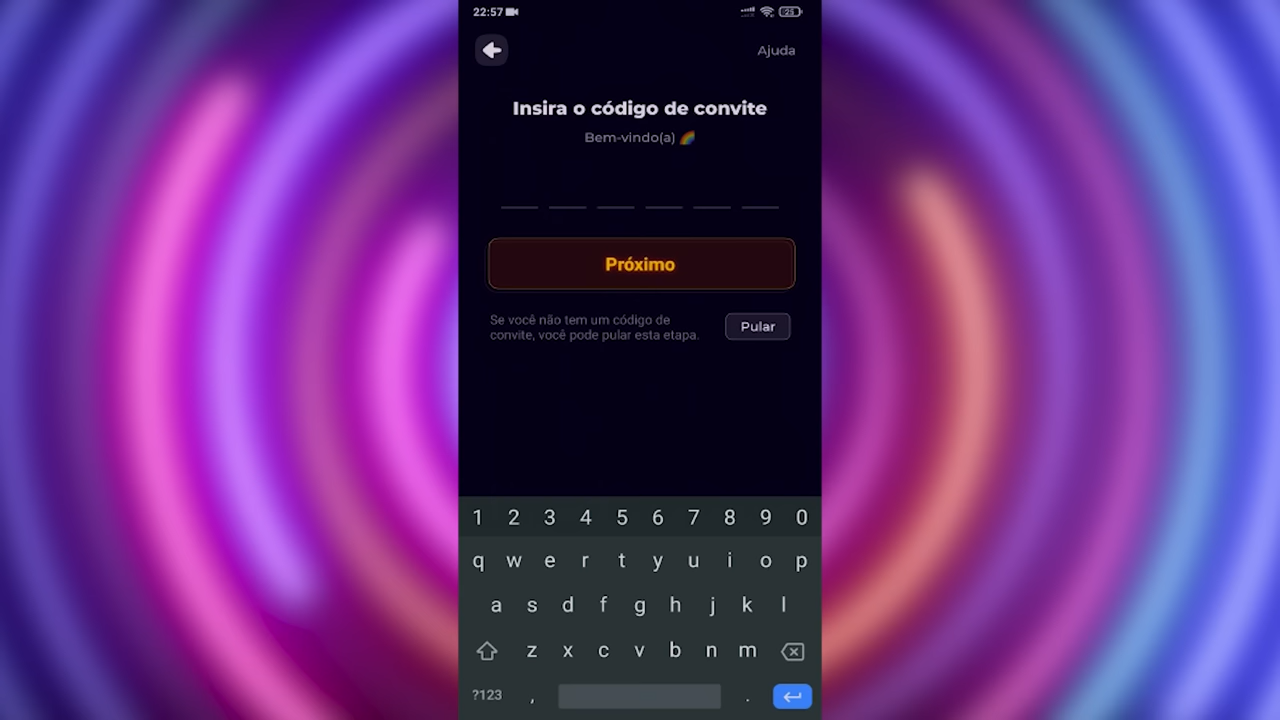 22:57
25
Ajuda
Insira o código de convite
Bem-vindo(a) 🌈
Próximo
Se você não tem um código de
convite, você pode pular esta etapa.
Pular
1 2 3 4 5 6 7 8 9 0
q w e r t y u i o p
a s d f g h j k l
z x c v b n m
?123 , .